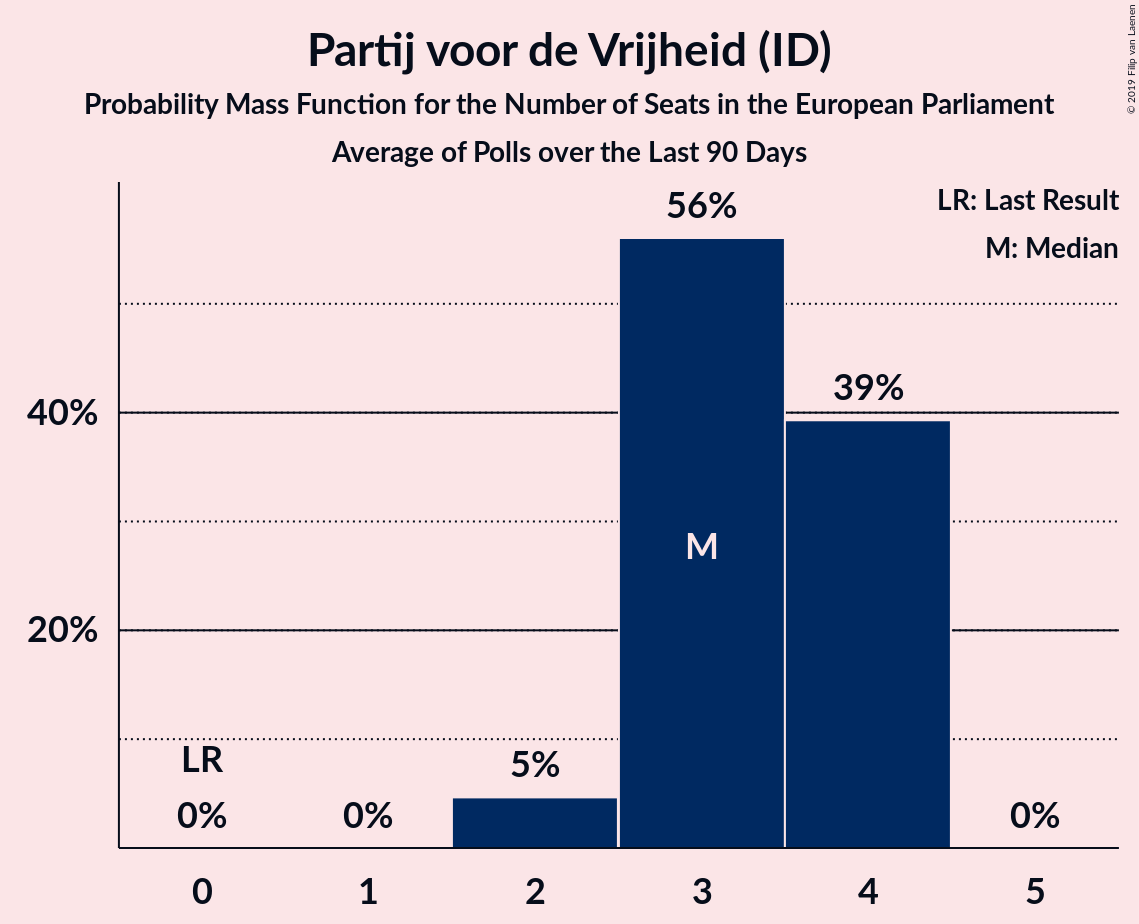 Partij voor de Vrijheid (ID)
Probability Mass Function for the Number of Seats in the European Parliament
Average of Polls over the Last 90 Days
© 2019 Filip van Laenen
LR: Last Result
M: Median
56%
39%
40%
M
20%
LR
5%
0%
0%
0%
0 1 2 3 4 5